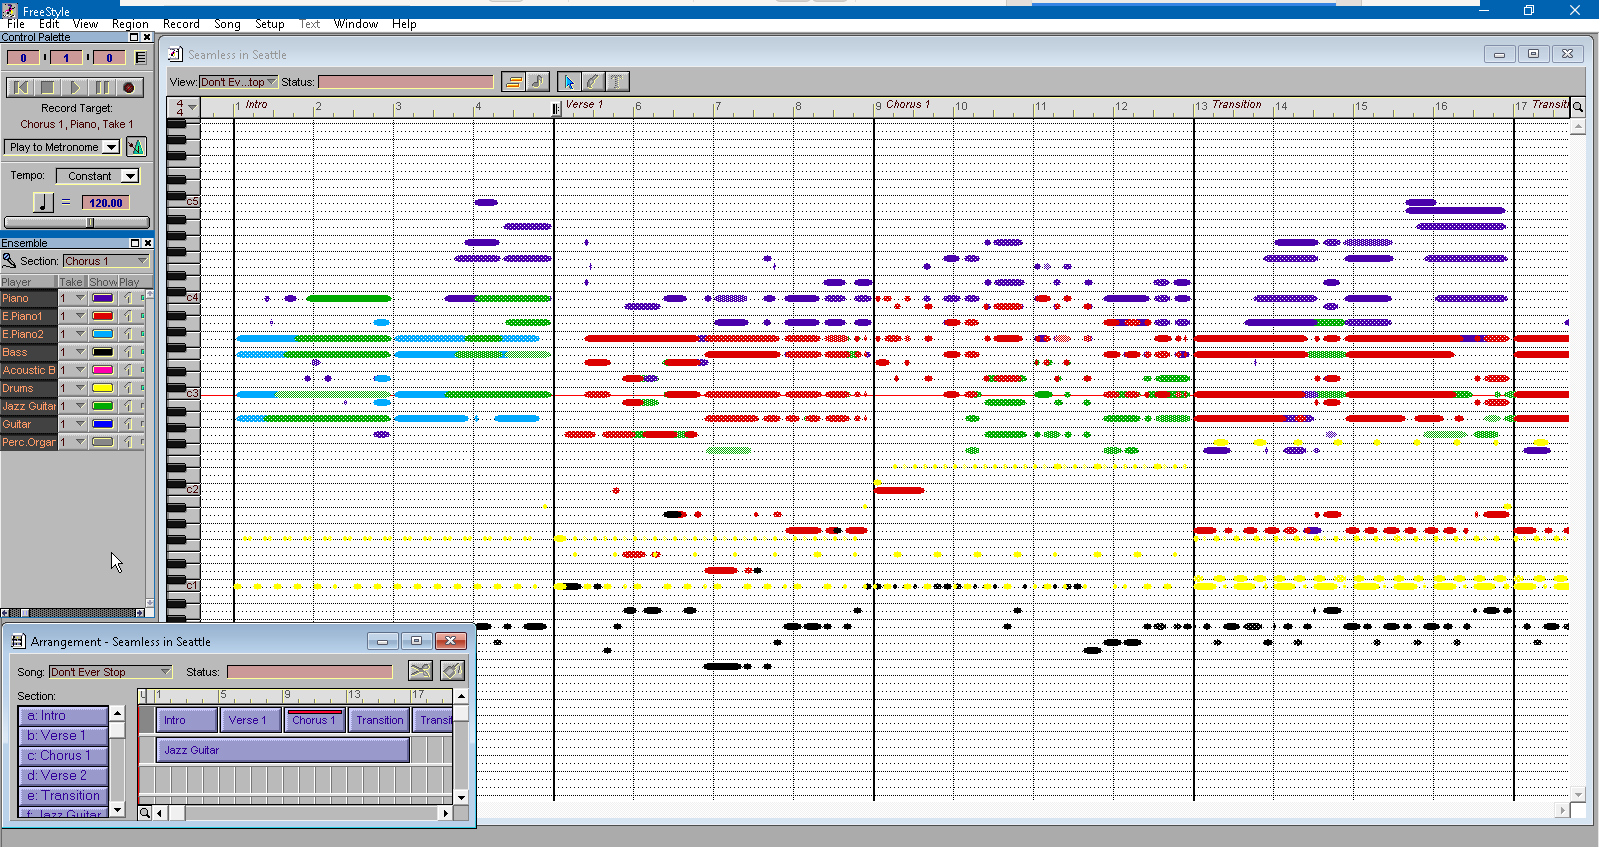 FreeStyle
File Edit View Region Record Song Setup Text Window Help
Control Palette
0 1 0
Record Target:
Chorus 1, Piano, Take 1
Play to Metronome
Tempo: Constant
= 120.00
Ensemble
Section: Chorus 1
Player Take Show Play
Piano 1
E.Piano1 1
E.Piano2 1
Bass 1
Acoustic B 1
Drums 1
Jazz Guitar 1
Guitar 1
Perc.Organ 1
Seamless in Seattle
View: Don't Ev...top Status:
4
4
1 Intro 2 3 4 Verse 1 6 7 8 9 Chorus 1 10 11 12 13 Transition 14 15 16 17 Transit
c5
c4
c3
c2
c1
Arrangement - Seamless in Seattle
Song: Don't Ever Stop Status:
Section:
a: Intro
b: Verse 1
c: Chorus 1
d: Verse 2
e: Transition
f: Jazz Guitar
1 5 9 13 17
Intro Verse 1 Chorus 1 Transition Transit
Jazz Guitar